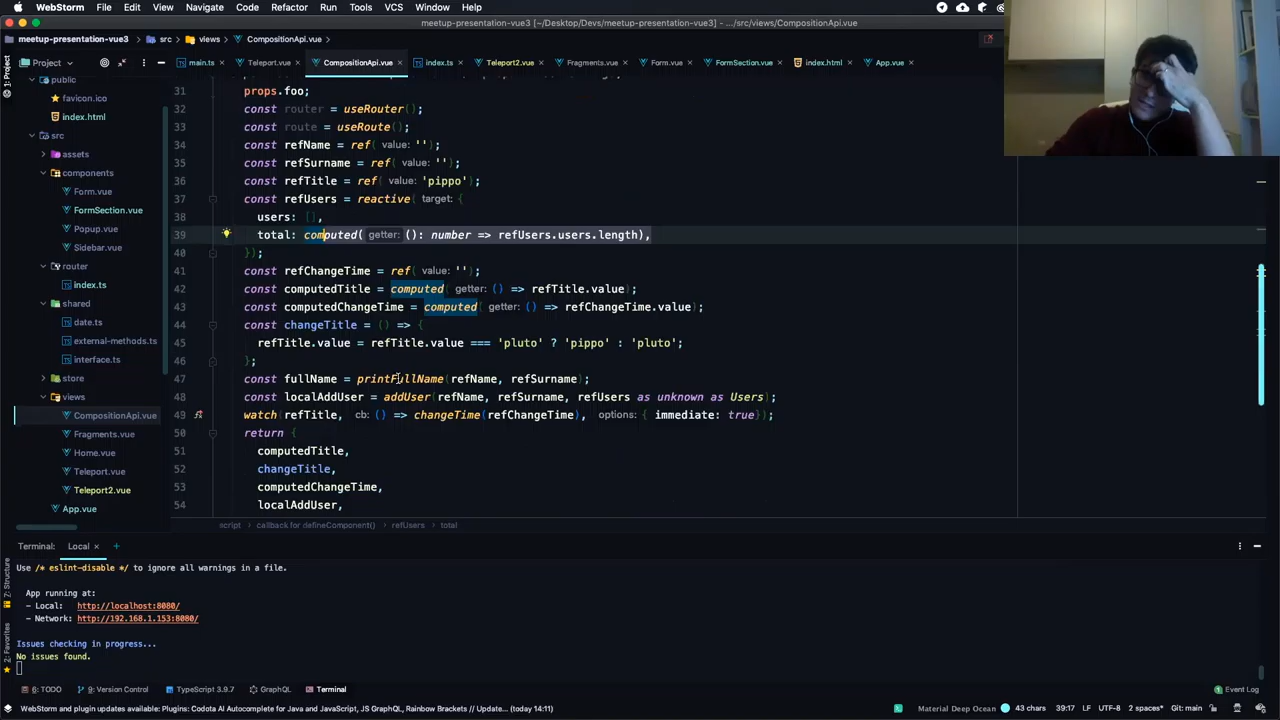 WebStorm File Edit View Navigate Code Refactor Run Tools VCS Window Help
meetup-presentation-vue3 [~/Desktop/Devs/meetup-presentation-vue3] - .../src/views/CompositionApi.vue
meetup-presentation-vue3 src views CompositionApi.vue
1: Project
Project
main.ts Teleport.vue CompositionApi.vue index.ts Teleport2.vue Fragments.vue Form.vue FormSection.vue index.html App.vue
public
favicon.ico
index.html
src
assets
components
Form.vue
FormSection.vue
Popup.vue
Sidebar.vue
router
index.ts
shared
date.ts
external-methods.ts
interface.ts
store
views
CompositionApi.vue
Fragments.vue
Home.vue
Teleport.vue
Teleport2.vue
App.vue
31 props.foo;
32 const router = useRouter();
33 const route = useRoute();
34 const refName = ref( value: '');
35 const refSurname = ref( value: '');
36 const refTitle = ref( value: 'pippo');
37 const refUsers = reactive( target: {
38 users: [],
39 total: computed( getter: (): number => refUsers.users.length),
40 });
41 const refChangeTime = ref( value: '');
42 const computedTitle = computed( getter: () => refTitle.value);
43 const computedChangeTime = computed( getter: () => refChangeTime.value);
44 const changeTitle = () => {
45 refTitle.value = refTitle.value === 'pluto' ? 'pippo' : 'pluto';
46 };
47 const fullName = printFullName(refName, refSurname);
48 const localAddUser = addUser(refName, refSurname, refUsers as unknown as Users);
49 watch(refTitle, cb: () => changeTime(refChangeTime), options: { immediate: true});
50 return {
51 computedTitle,
52 changeTitle,
53 computedChangeTime,
54 localAddUser,
script callback for defineComponent() refUsers total
Terminal: Local
Use /* eslint-disable */ to ignore all warnings in a file.
App running at:
- Local: http://localhost:8080/
- Network: http://192.168.1.153:8080/
Issues checking in progress...
No issues found.
7: Structure
2: Favorites
6: TODO 9: Version Control TypeScript 3.9.7 GraphQL Terminal Event Log
WebStorm and plugin updates available: Plugins: Codota AI Autocomplete for Java and JavaScript, JS GraphQL, Rainbow Brackets // Update... (today 14:11) Material Deep Ocean 43 chars 39:17 LF UTF-8 2 spaces* Git: main